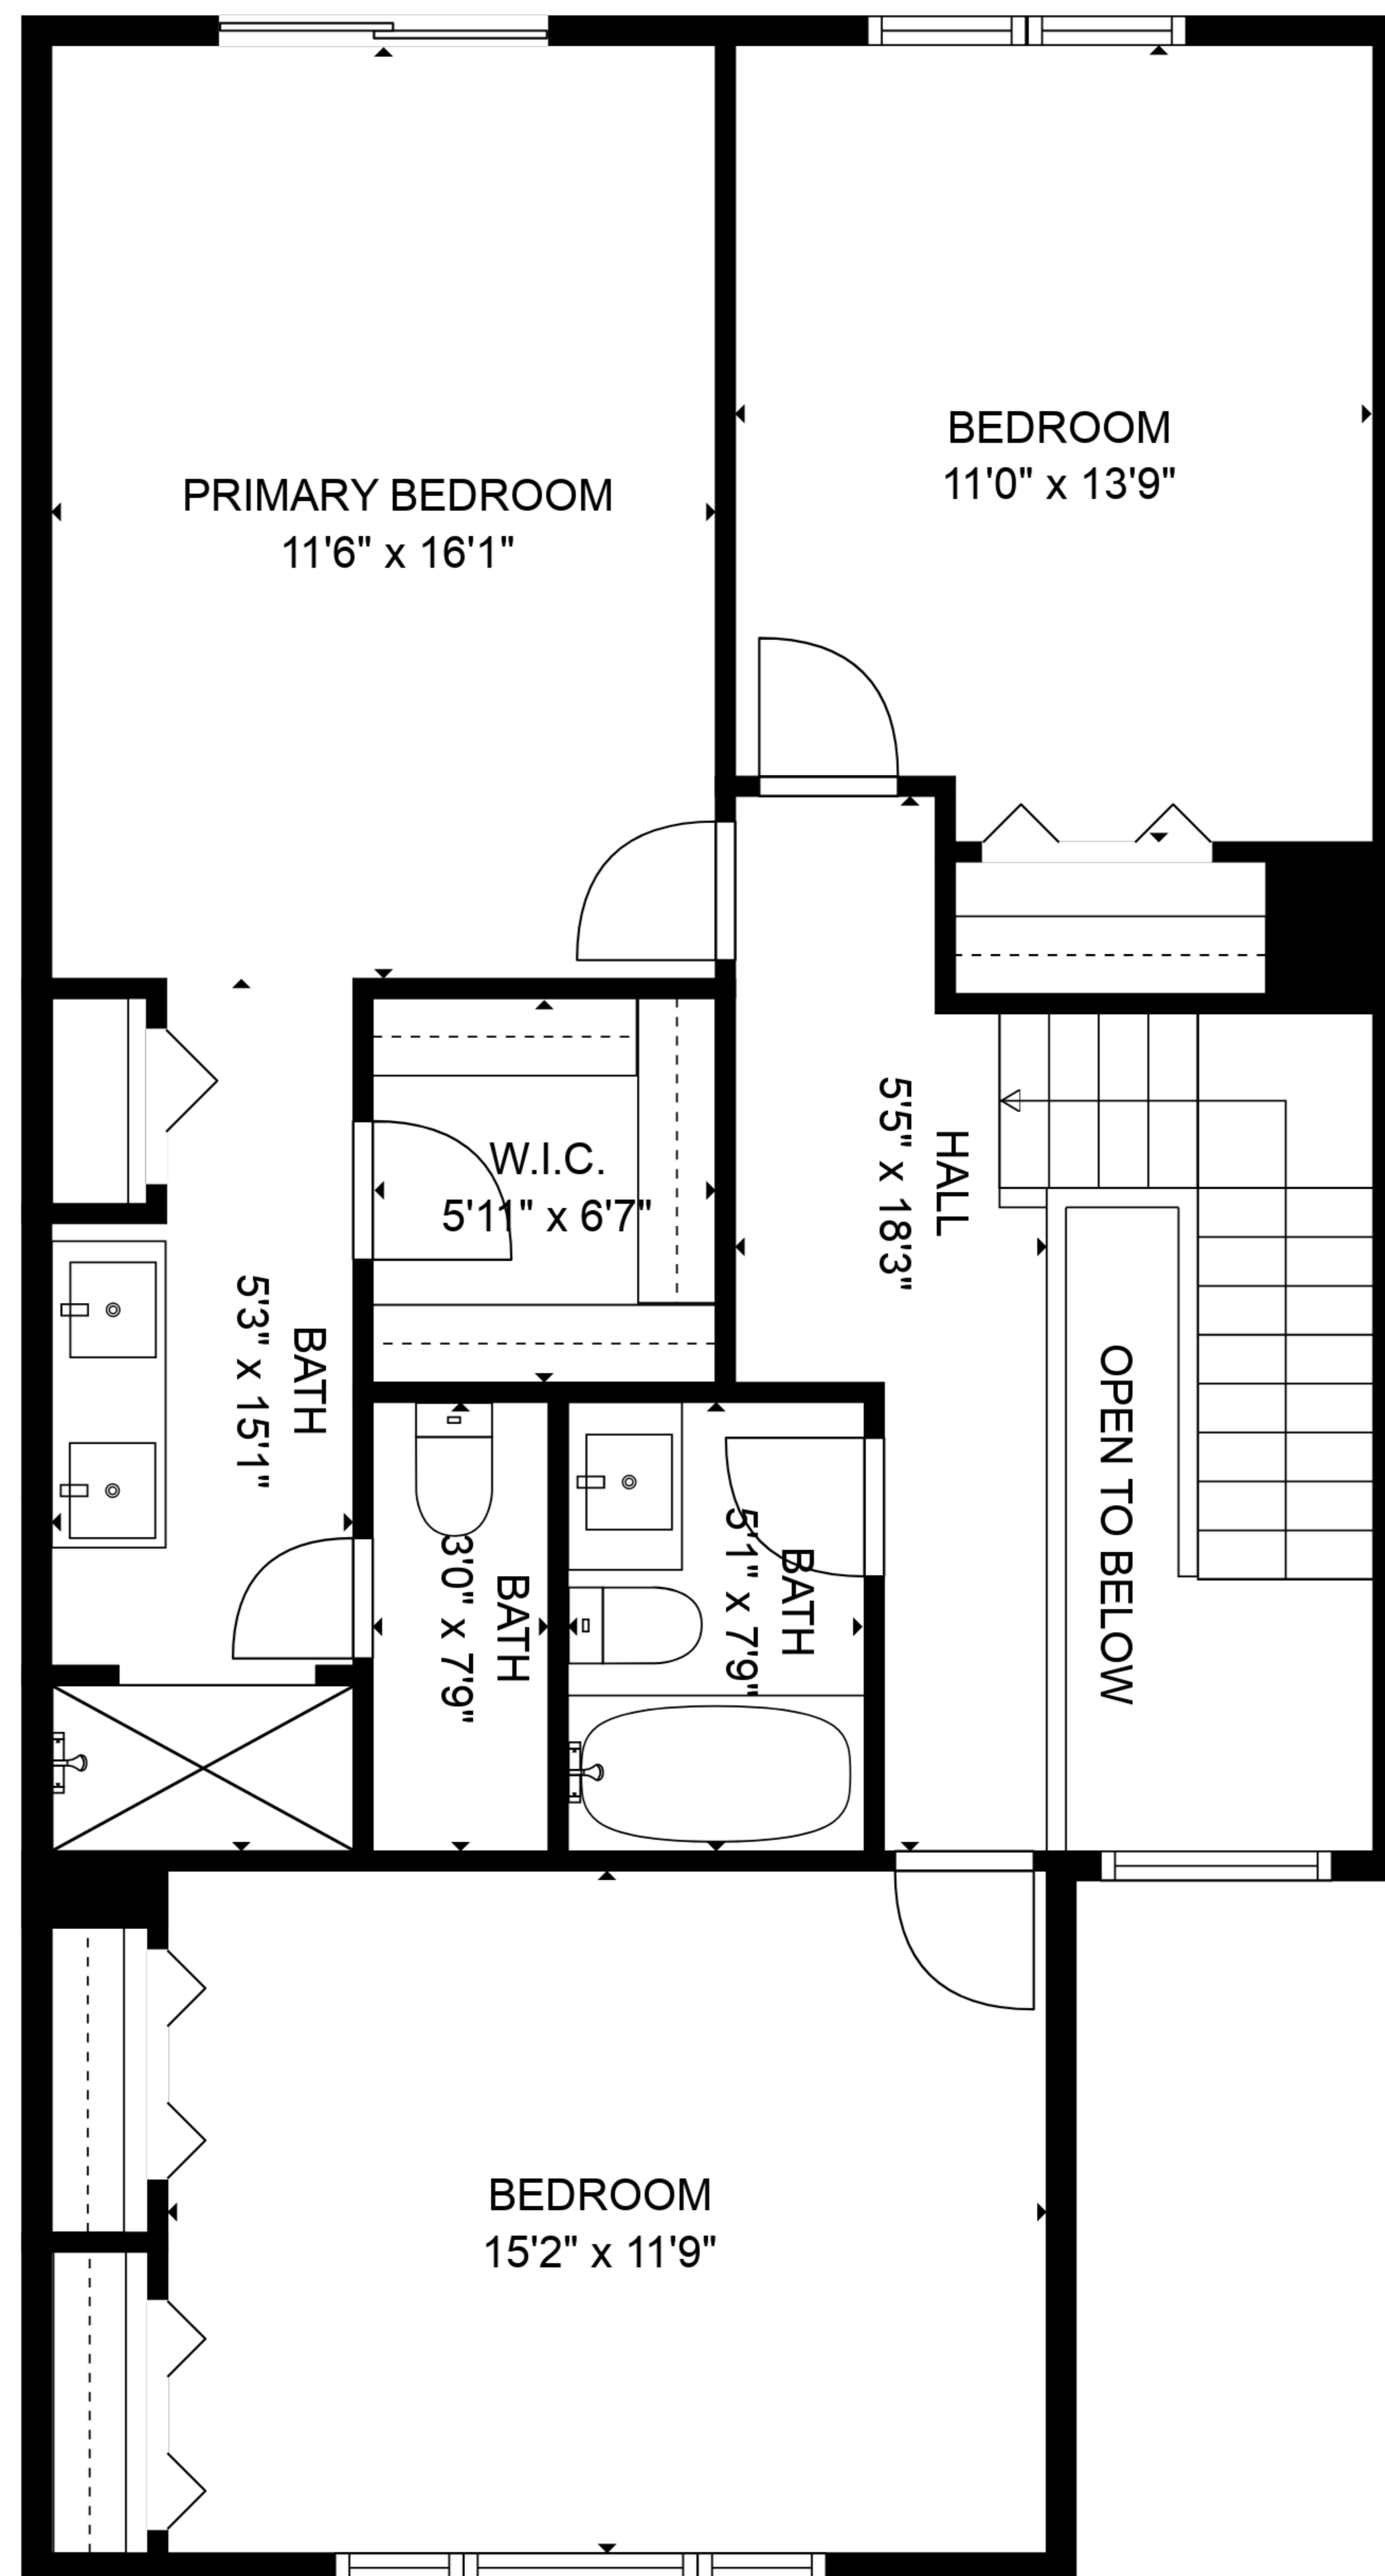 PRIMARY BEDROOM
11'6" x 16'1"
BEDROOM
11'0" x 13'9"
W.I.C.
5'11" x 6'7"
HALL
5'5" x 18'3"
BATH
5'3" x 15'1"
OPEN TO BELOW
BATH
3'0" x 7'9"
BATH
5'1" x 7'9"
BEDROOM
15'2" x 11'9"